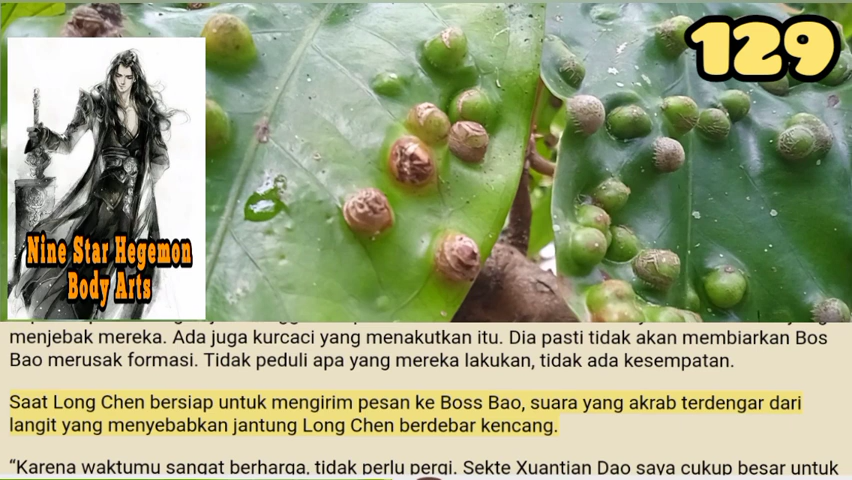 129
Nine Star Hegemon
Body Arts
menjebak mereka. Ada juga kurcaci yang menakutkan itu. Dia pasti tidak akan membiarkan Bos
Bao merusak formasi. Tidak peduli apa yang mereka lakukan, tidak ada kesempatan.
Saat Long Chen bersiap untuk mengirim pesan ke Boss Bao, suara yang akrab terdengar dari
langit yang menyebabkan jantung Long Chen berdebar kencang.
“Karena waktumu sangat berharga, tidak perlu pergi. Sekte Xuantian Dao saya cukup besar untuk